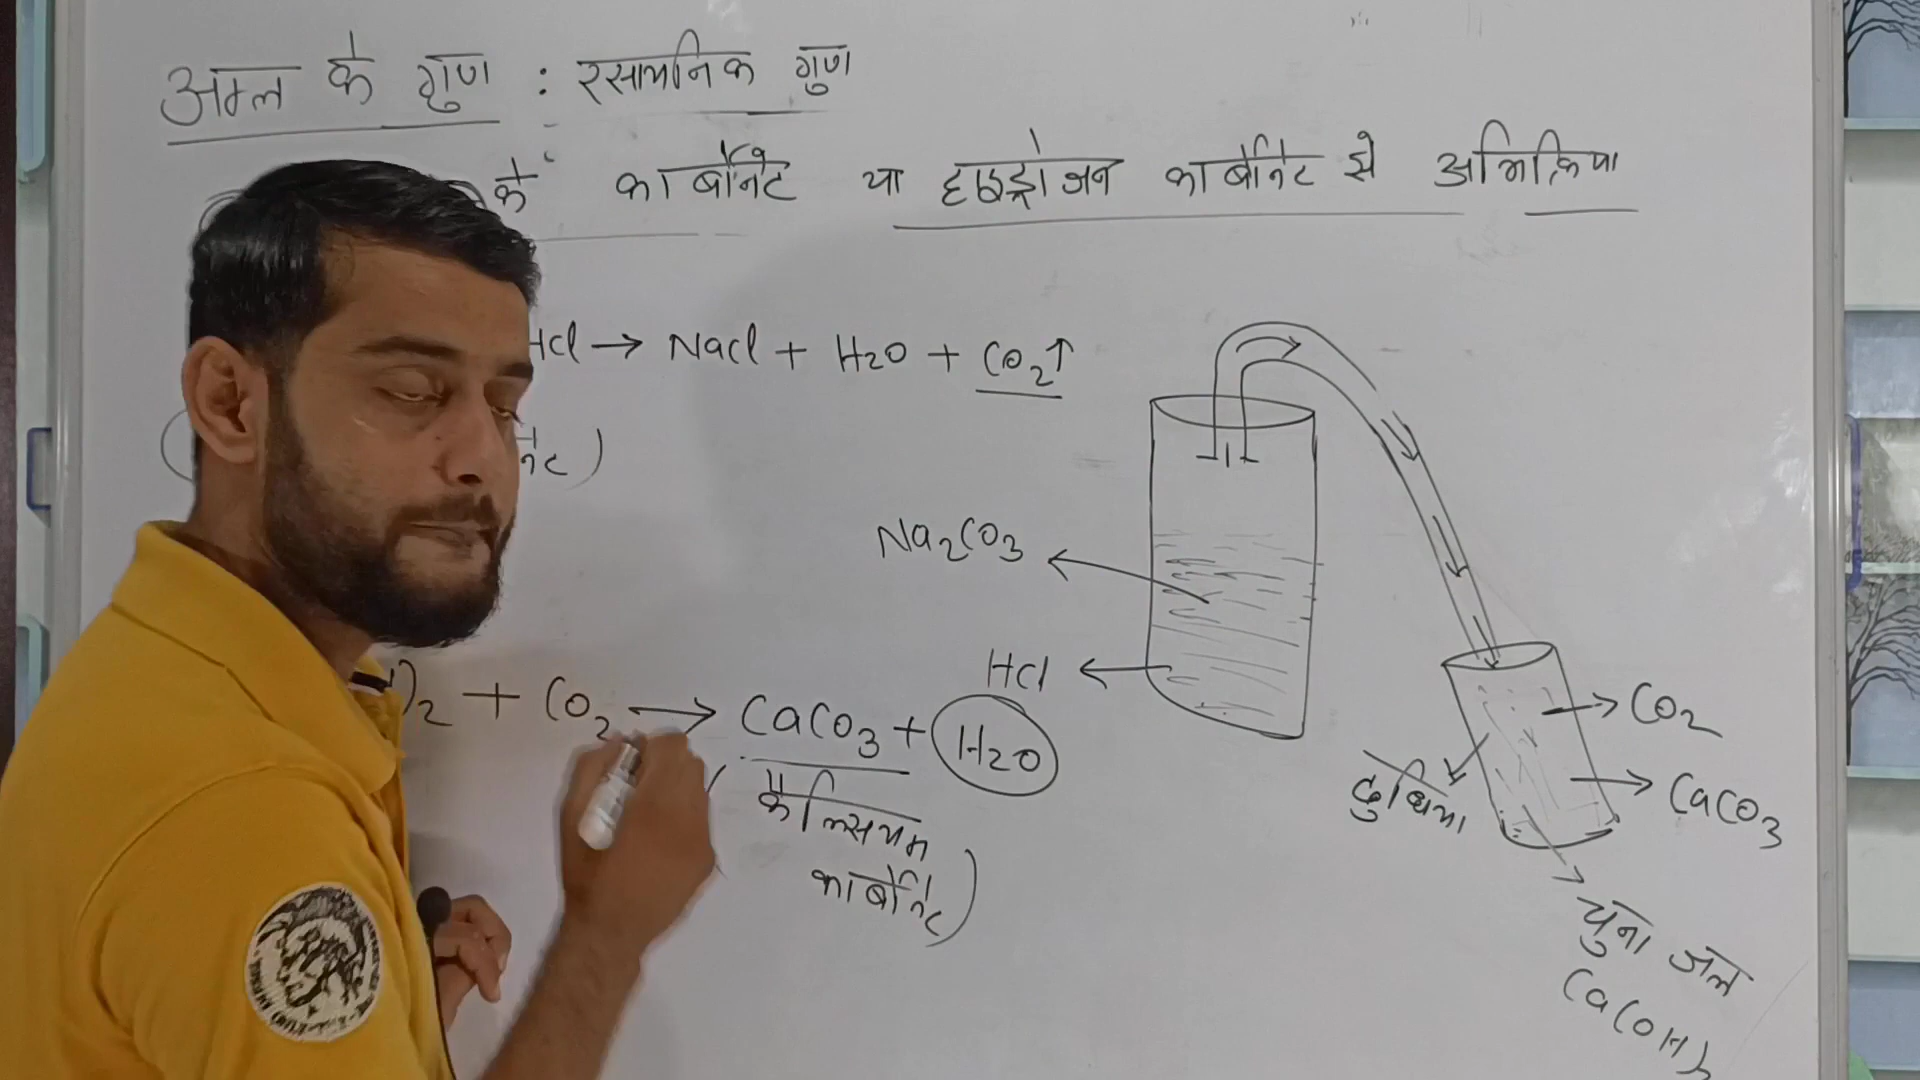 अम्ल के गुण : रसायनिक गुण
के कार्बोनेट या हाइड्रोजन कार्बोनेट से अभिक्रिया
HCl → NaCl + H2O + CO2↑
Na2CO3
HCl
)2 + CO2 → CaCO3 + H2O
( कैल्सियम
कार्बोनेट )
CO2
दुधिया
CaCO3
चुना जल
Ca(OH)2